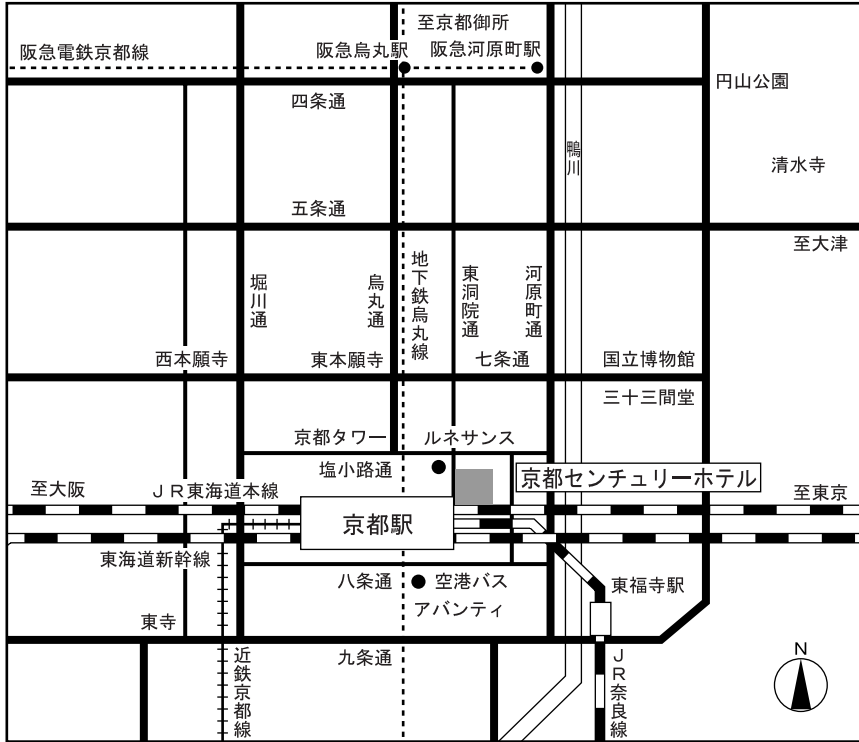 至京都御所
阪急電鉄京都線
阪急烏丸駅
阪急河原町駅
円山公園
四条通
鴨川
清水寺
五条通
至大津
堀川通
烏丸通
地下鉄烏丸線
東洞院通
河原町通
西本願寺
東本願寺
七条通
国立博物館
三十三間堂
京都タワー
ルネサンス
塩小路通
京都センチュリーホテル
至大阪
JR東海道本線
至東京
京都駅
東海道新幹線
八条通
空港バス
東福寺駅
アバンティ
東寺
近鉄京都線
九条通
JR奈良線
N